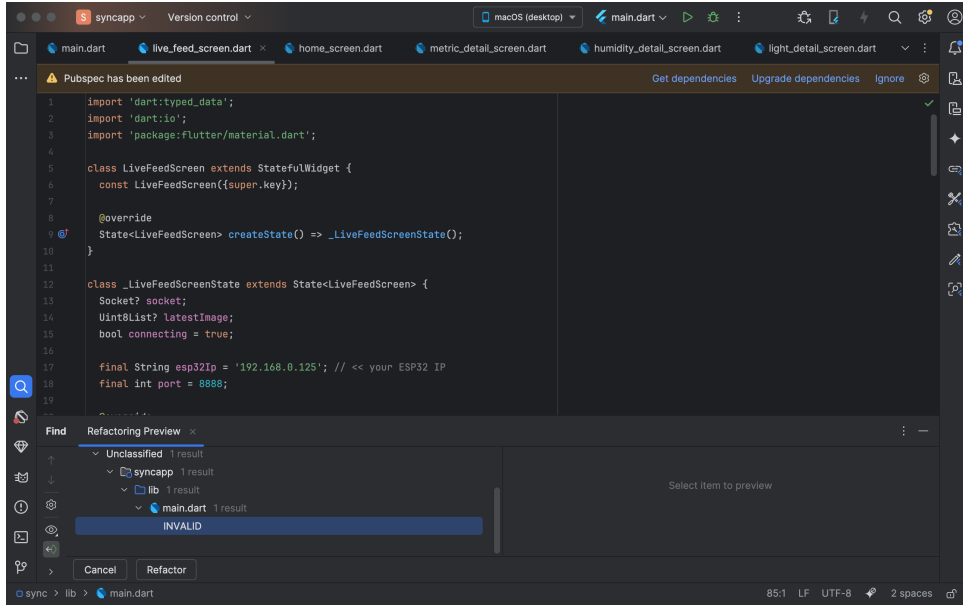 S syncapp Version control macOS (desktop) main.dart
main.dart live_feed_screen.dart home_screen.dart metric_detail_screen.dart humidity_detail_screen.dart light_detail_screen.dart
Pubspec has been edited Get dependencies Upgrade dependencies Ignore
1 import 'dart:typed_data';
2 import 'dart:io';
3 import 'package:flutter/material.dart';
4
5 class LiveFeedScreen extends StatefulWidget {
6 const LiveFeedScreen({super.key});
7
8 @override
9 State<LiveFeedScreen> createState() => _LiveFeedScreenState();
10 }
11
12 class _LiveFeedScreenState extends State<LiveFeedScreen> {
13 Socket? socket;
14 Uint8List? latestImage;
15 bool connecting = true;
16
17 final String esp32Ip = '192.168.0.125'; // << your ESP32 IP
18 final int port = 8888;
19
Find Refactoring Preview
Unclassified 1 result
syncapp 1 result
lib 1 result
main.dart 1 result
INVALID
Select item to preview
Cancel Refactor
sync > lib > main.dart 85:1 LF UTF-8 2 spaces